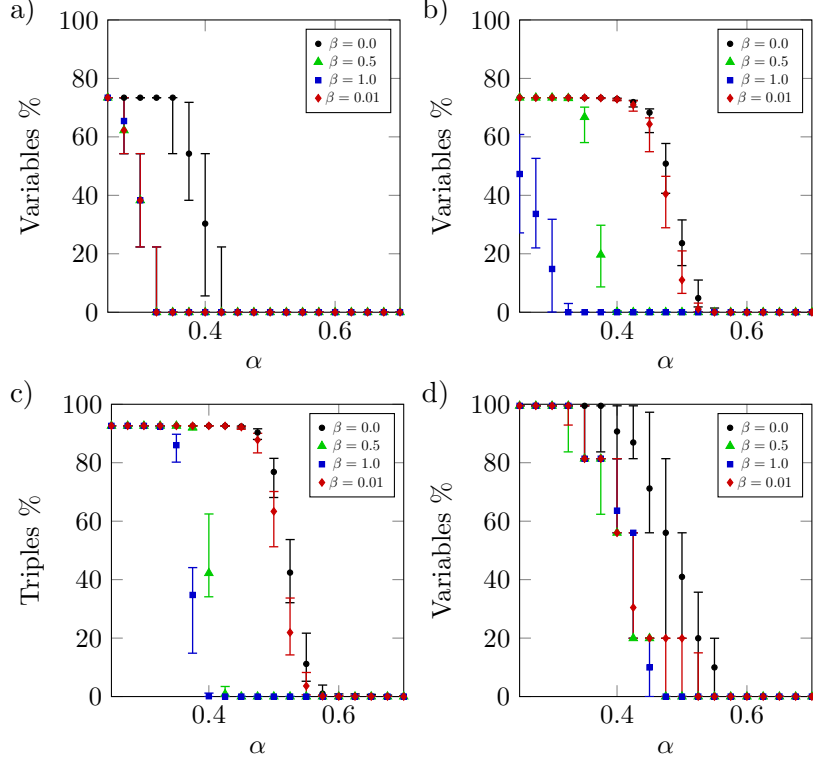 a)
100
80
60
40
20
0
Variables %
0.4
0.6
α
β = 0.0
β = 0.5
β = 1.0
β = 0.01
b)
100
80
60
40
20
0
Variables %
0.4
0.6
α
β = 0.0
β = 0.5
β = 1.0
β = 0.01
c)
100
80
60
40
20
0
Triples %
0.4
0.6
α
β = 0.0
β = 0.5
β = 1.0
β = 0.01
d)
100
80
60
40
20
0
Variables %
0.4
0.6
α
β = 0.0
β = 0.5
β = 1.0
β = 0.01